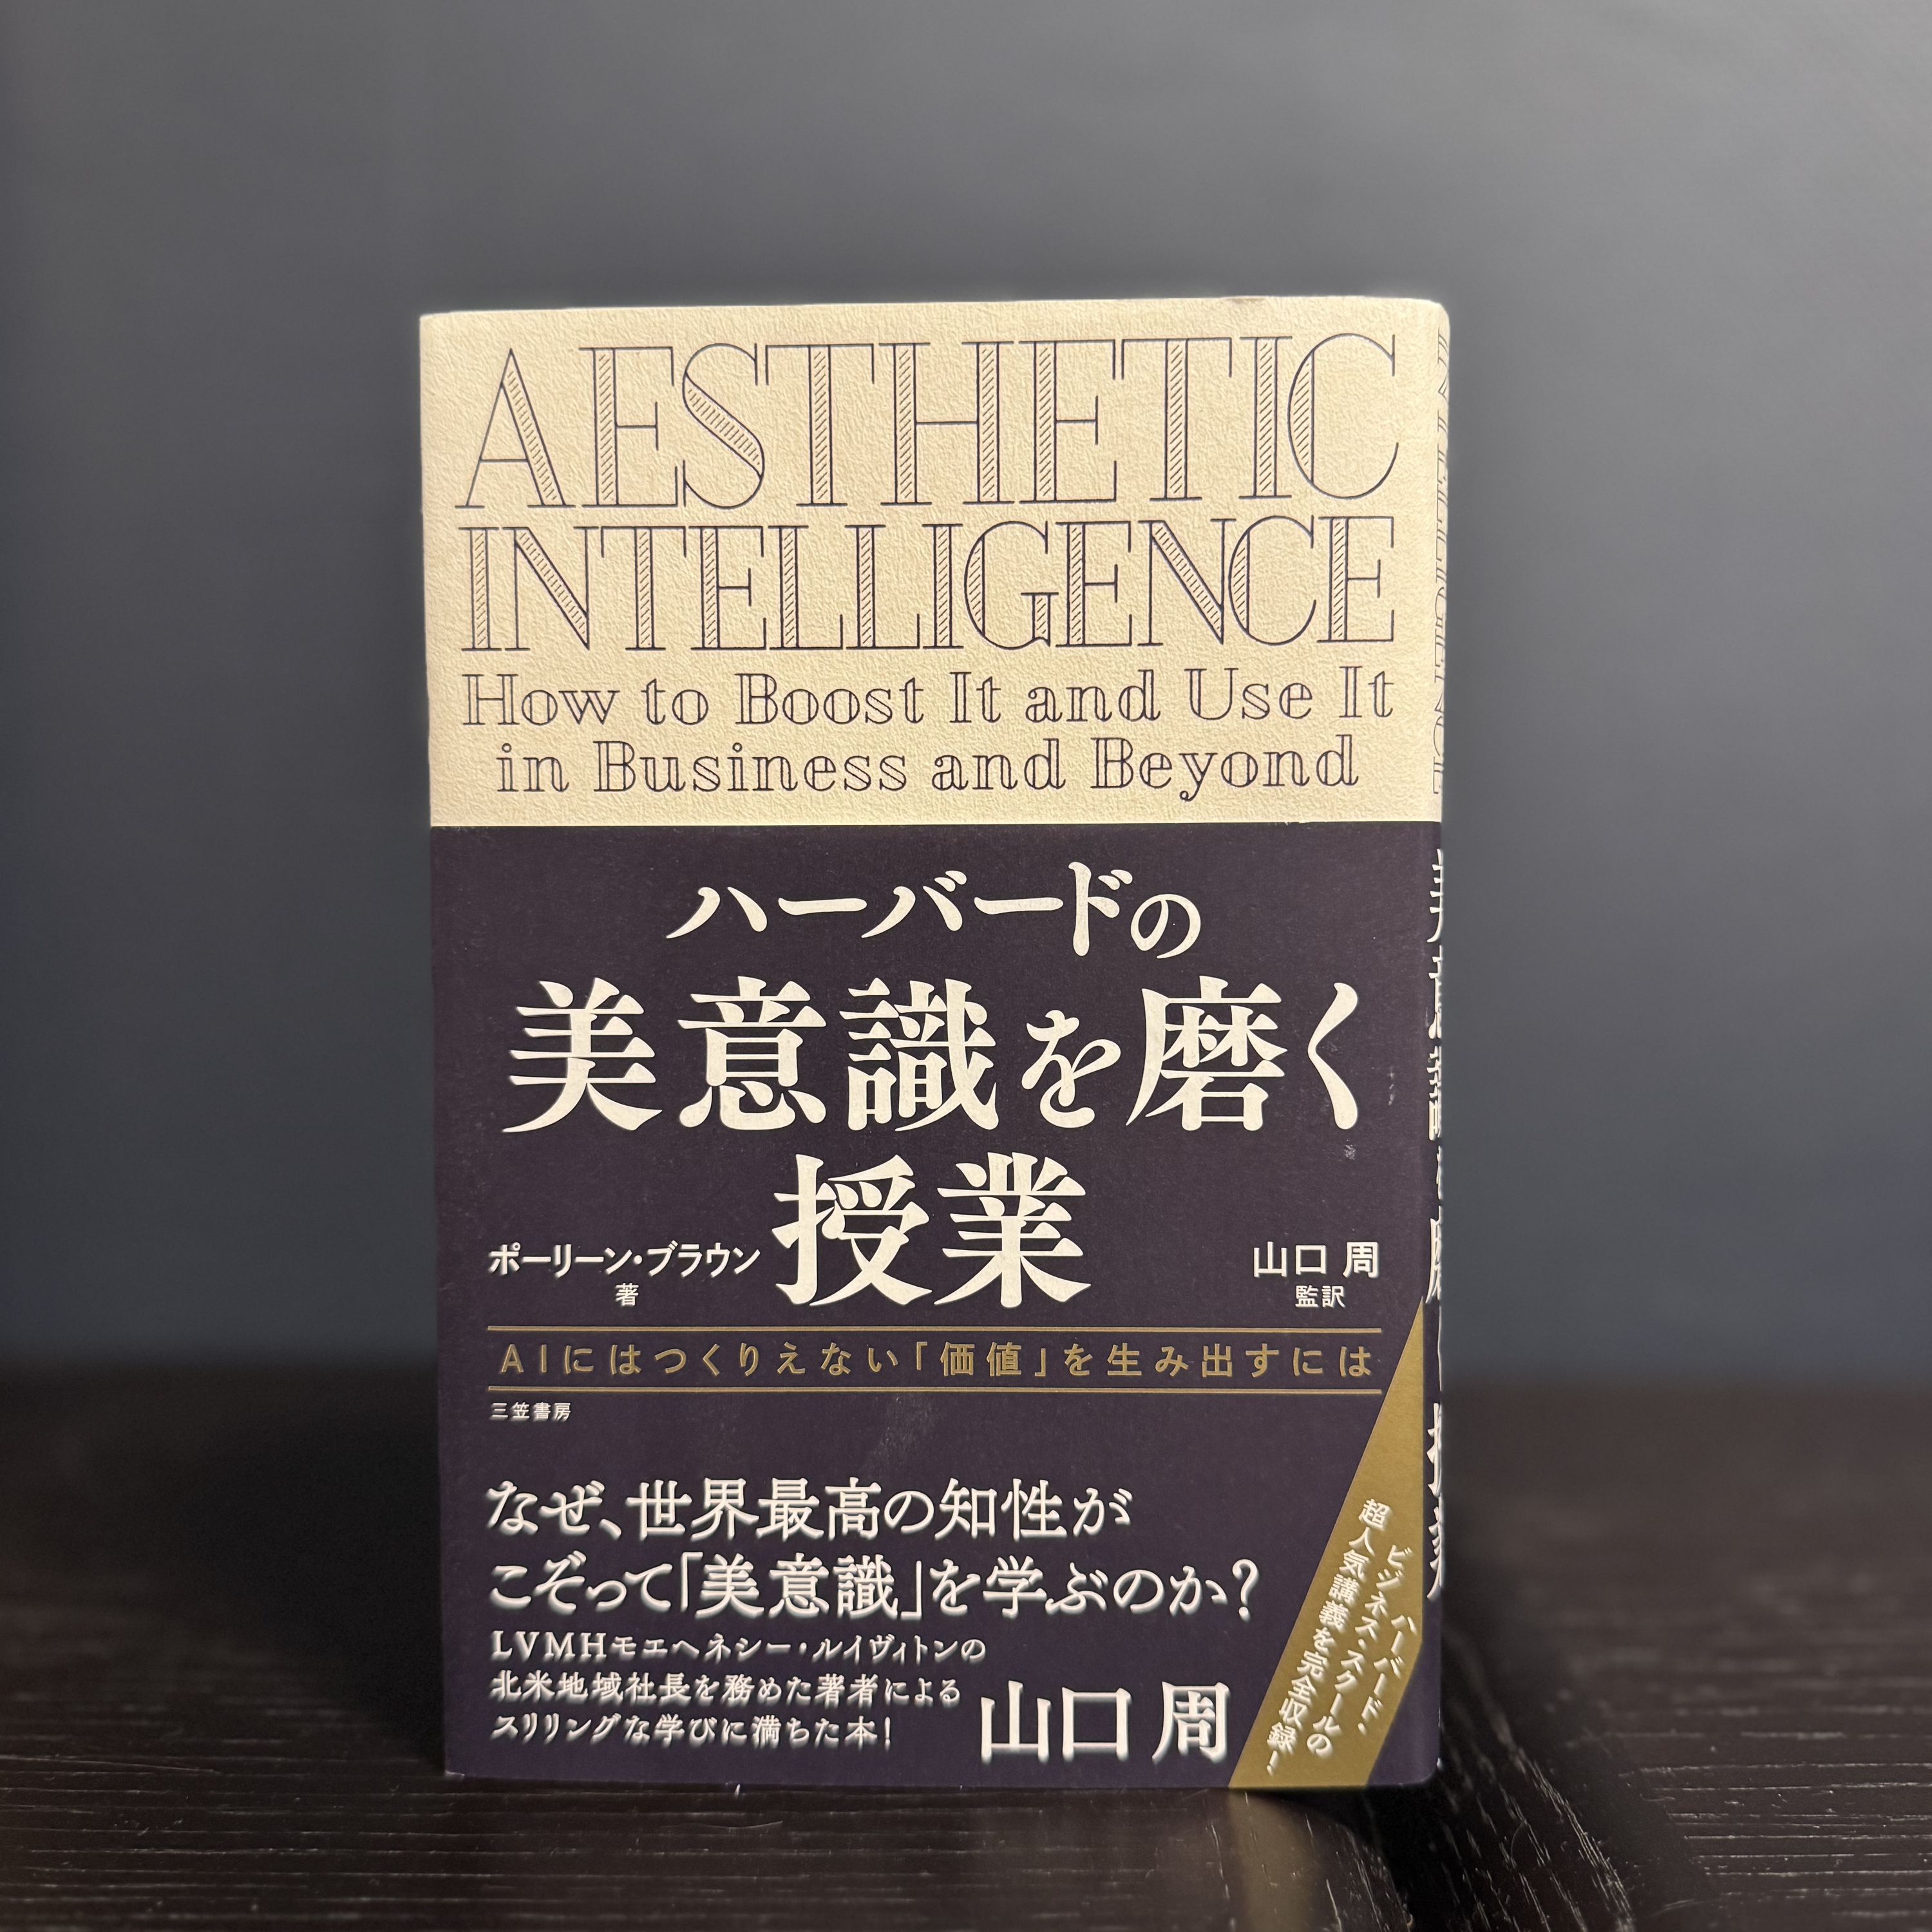 AESTHETIC
INTELLIGENCE
How to Boost It and Use It
in Business and Beyond
ハーバードの
美意識を磨く
授業
ポーリーン・ブラウン
著
山口 周
監訳
AIにはつくりえない「価値」を生み出すには
三笠書房
なぜ、世界最高の知性が
こぞって「美意識」を学ぶのか?
LVMHモエヘネシー・ルイヴィトンの
北米地域社長を務めた著者による
スリリングな学びに満ちた本!
山口 周
ハーバード・
ビジネス・スクールの
超人気講義を完全収録!